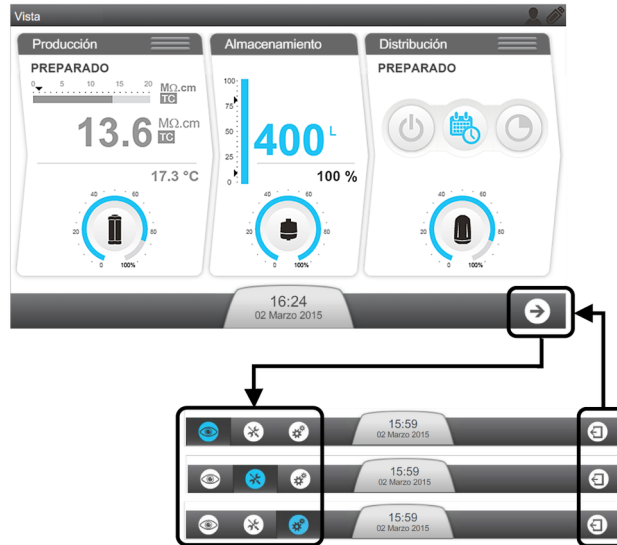 Vista
Producción
PREPARADO
0 5 10 15 20 MΩ.cm
TC
13.6 MΩ.cm
TC
17.3 °C
40 60
20 80
0 100%
Almacenamiento
100
75
50
25
0
400 L
100 %
40 60
20 80
0 100%
Distribución
PREPARADO
40 60
20 80
0 100%
16:24
02 Marzo 2015
15:59
02 Marzo 2015
15:59
02 Marzo 2015
15:59
02 Marzo 2015